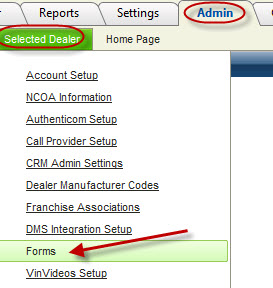 Reports Settings Admin
Selected Dealer Home Page
Account Setup
NCOA Information
Authenticom Setup
Call Provider Setup
CRM Admin Settings
Dealer Manufacturer Codes
Franchise Associations
DMS Integration Setup
Forms
VinVideos Setup